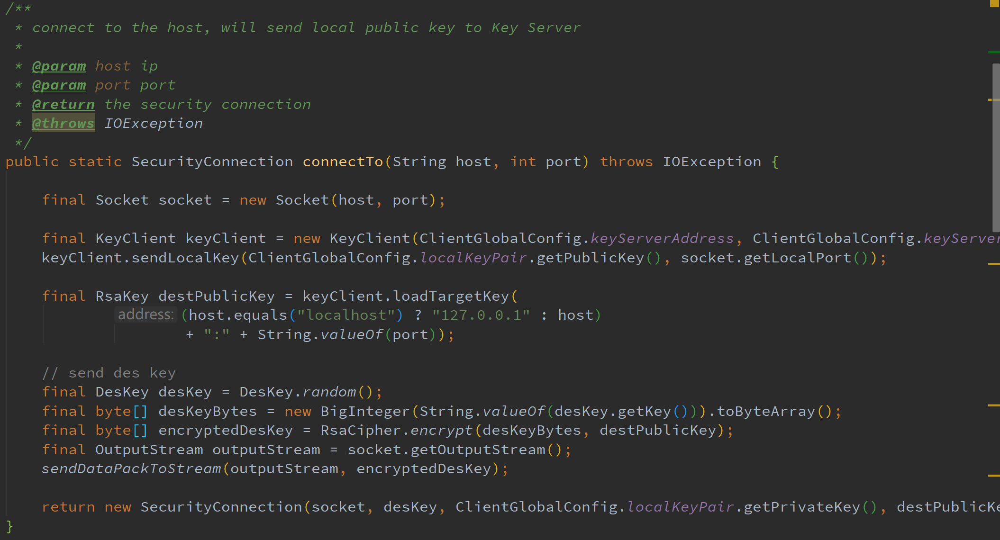 /**
 * connect to the host, will send local public key to Key Server
 *
 * @param host ip
 * @param port port
 * @return the security connection
 * @throws IOException
 */
public static SecurityConnection connectTo(String host, int port) throws IOException {
    final Socket socket = new Socket(host, port);
    final KeyClient keyClient = new KeyClient(ClientGlobalConfig.keyServerAddress, ClientGlobalConfig.keyServer
    keyClient.sendLocalKey(ClientGlobalConfig.localKeyPair.getPublicKey(), socket.getLocalPort());
    final RsaKey destPublicKey = keyClient.loadTargetKey(
            address: (host.equals("localhost") ? "127.0.0.1" : host)
                    + ":" + String.valueOf(port));
    // send des key
    final DesKey desKey = DesKey.random();
    final byte[] desKeyBytes = new BigInteger(String.valueOf(desKey.getKey())).toByteArray();
    final byte[] encryptedDesKey = RsaCipher.encrypt(desKeyBytes, destPublicKey);
    final OutputStream outputStream = socket.getOutputStream();
    sendDataPackToStream(outputStream, encryptedDesKey);
    return new SecurityConnection(socket, desKey, ClientGlobalConfig.localKeyPair.getPrivateKey(), destPublicKe
}